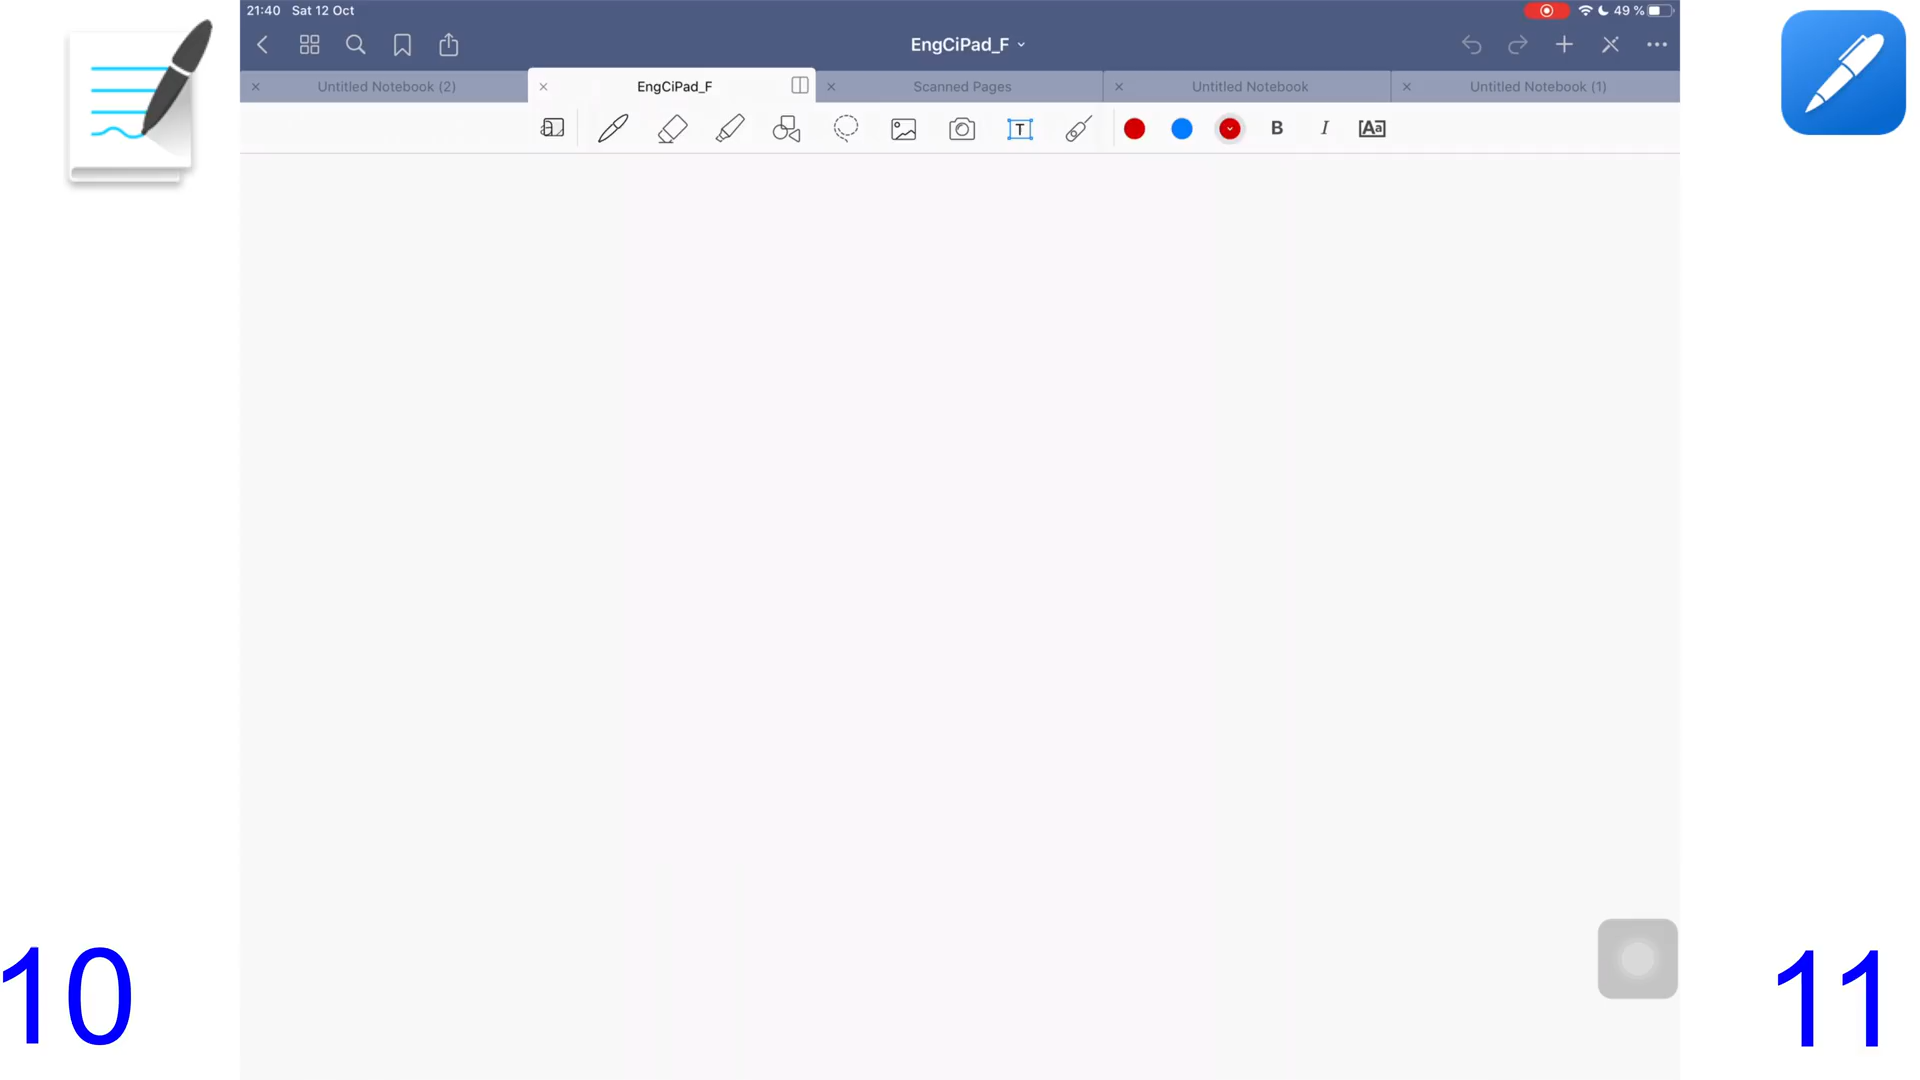 21:40 Sat 12 Oct 49 %
EngCiPad_F
Untitled Notebook (2) EngCiPad_F Scanned Pages Untitled Notebook Untitled Notebook (1)
a T B I [Aa]
10 11